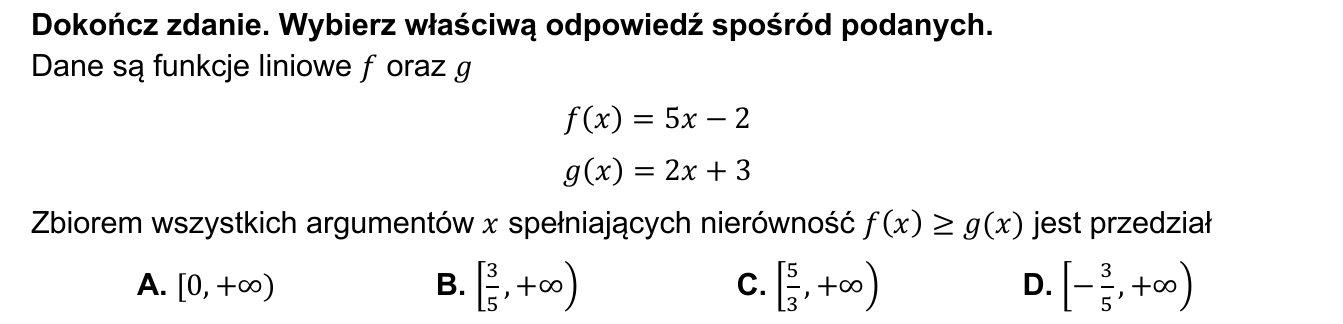 Dokończ zdanie. Wybierz właściwą odpowiedź spośród podanych.
Dane są funkcje liniowe f oraz g
f(x) = 5x − 2
g(x) = 2x + 3
Zbiorem wszystkich argumentów x spełniających nierówność f(x) ≥ g(x) jest przedział
A. [0, +∞) B. [3/5, +∞) C. [5/3, +∞) D. [−3/5, +∞)